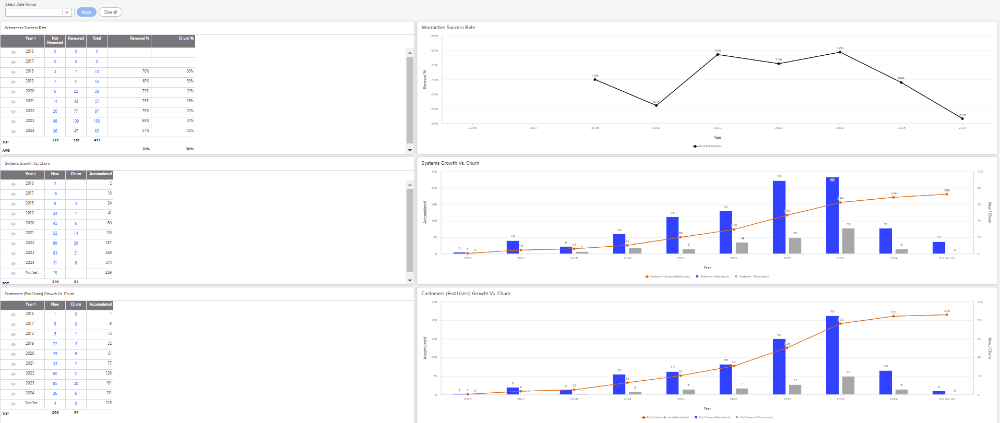 Select Date Range
Apply
Clear all
Warranties Success Rate
Year↑ Not Renewed Renewed Total Renewal % Churn %
2016 0 0 0
2017 0 0 0
2018 3 7 10 70% 30%
2019 7 11 18 61% 39%
2020 6 22 28 79% 21%
2021 14 43 57 75% 25%
2022 20 77 97 79% 21%
2023 49 109 158 69% 31%
2024 36 47 83 57% 43%
TOT 135 316 451
AVG 70% 30%
Warranties Success Rate
85%
80%
75%
70%
65%
60%
55%
Renewal %
70% 61% 79% 75% 79% 69% 57%
2016 2017 2018 2019 2020 2021 2022 2023 2024
Year
Renewal % (sum)
Systems Growth Vs. Churn
Year↑ New Churn Accumulated
2016 2 2
2017 16 18
2018 9 3 24
2019 24 7 41
2020 45 6 80
2021 52 14 118
2022 89 20 187
2023 93 31 249
2024 31 6 274
Not Set ... 15 289
TOT 376 87
Systems Growth Vs. Churn
400 100
320 80
240 60
160 40
80 20
0 0
Accumulated
New / Churn
2 2 0 16 18 0 9 24 3 24 41 7 45 80 6 52 118 14 89 187 20 93 249 31 31 274 6 15 289 0
2016 2017 2018 2019 2020 2021 2022 2023 2024 Not Set Yet
Year
Systems - Accumulated (sum) Systems - New (sum) Systems - Churn (sum)
Customers (End Users) Growth Vs. Churn
Year↑ New Churn Accumulated
2016 1 0 1
2017 8 0 9
2018 5 1 13
2019 22 3 32
2020 25 6 51
2021 33 7 77
2022 60 11 126
2023 85 20 191
2024 26 6 211
Not Set ... 4 0 215
TOT 269 54
Customers (End Users) Growth Vs. Churn
250 100
200 80
150 60
100 40
50 20
0 0
Accumulated
New / Churn
1 1 0 8 9 0 5 13 1 22 32 3 25 51 6 33 77 7 60 126 11 85 191 20 26 211 6 4 215 0
2016 2017 2018 2019 2020 2021 2022 2023 2024 Not Set Yet
Year
End Users - Accumulated (sum) End Users - New (sum) End Users - Churn (sum)